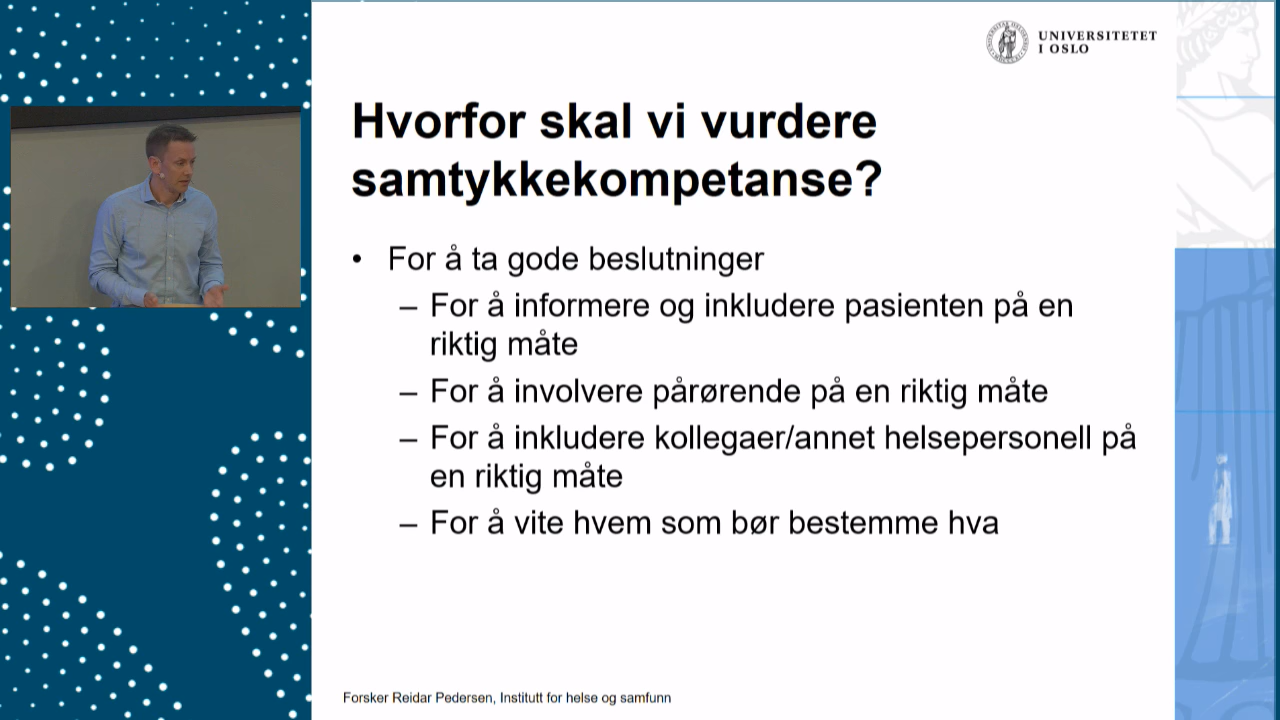 UNIVERSITETET
I OSLO
Hvorfor skal vi vurdere
samtykkekompetanse?
• For å ta gode beslutninger
– For å informere og inkludere pasienten på en
riktig måte
– For å involvere pårørende på en riktig måte
– For å inkludere kollegaer/annet helsepersonell på
en riktig måte
– For å vite hvem som bør bestemme hva
Forsker Reidar Pedersen, Institutt for helse og samfunn